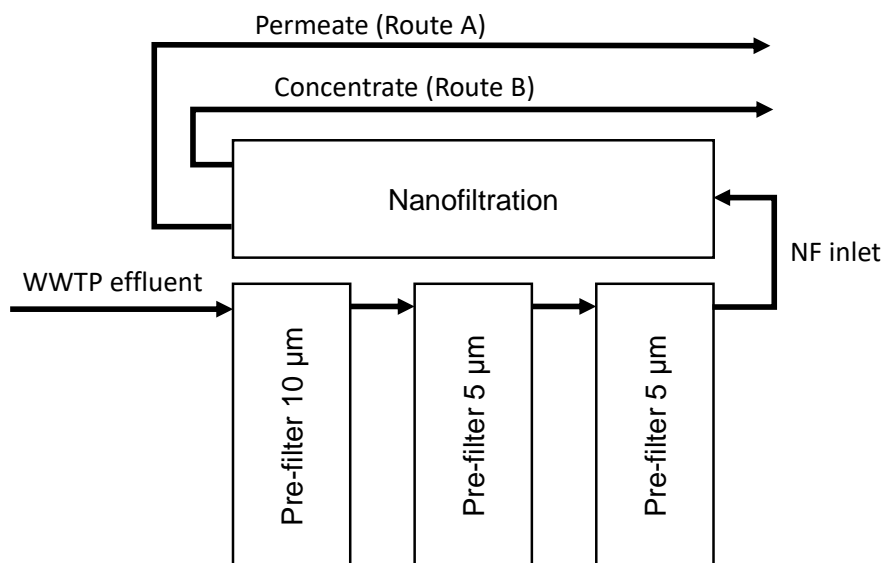 Permeate (Route A)
Concentrate (Route B)
Nanofiltration
NF inlet
WWTP effluent
Pre-filter 10 µm
Pre-filter 5 µm
Pre-filter 5 µm